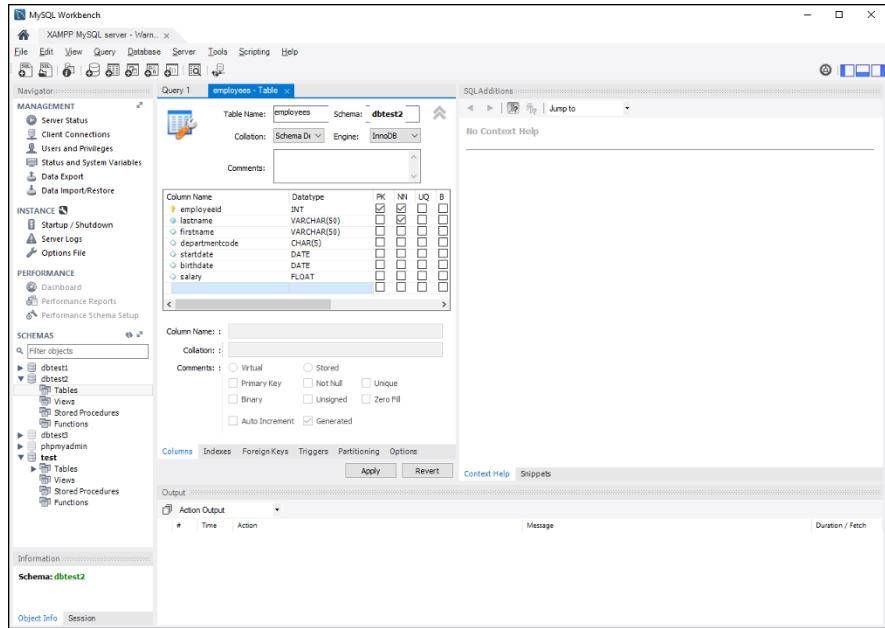 MySQL Workbench
XAMPP MySQL server - Warn... x
File Edit View Query Database Server Tools Scripting Help
Navigator
MANAGEMENT
Server Status
Client Connections
Users and Privileges
Status and System Variables
Data Export
Data Import/Restore
INSTANCE
Startup / Shutdown
Server Logs
Options File
PERFORMANCE
Dashboard
Performance Reports
Performance Schema Setup
SCHEMAS
Filter objects
dbtest1
dbtest2
Tables
Views
Stored Procedures
Functions
dbtest3
phpmyadmin
test
Tables
Views
Stored Procedures
Functions
Information
Schema: dbtest2
Object Info Session
Query 1 employees - Table x
Table Name: employees Schema: dbtest2
Collation: Schema De Engine: InnoDB
Comments:
Column Name Datatype PK NN UQ B
employeeid INT
lastname VARCHAR(50)
firstname VARCHAR(50)
departmentcode CHAR(5)
startdate DATE
birthdate DATE
salary FLOAT
Column Name: :
Collation: :
Comments: : Virtual Stored
Primary Key Not Null Unique
Binary Unsigned Zero Fill
Auto Increment Generated
Columns Indexes Foreign Keys Triggers Partitioning Options
Apply Revert
SQLAdditions
Jump to
No Context Help
Context Help Snippets
Output
Action Output
# Time Action Message Duration / Fetch